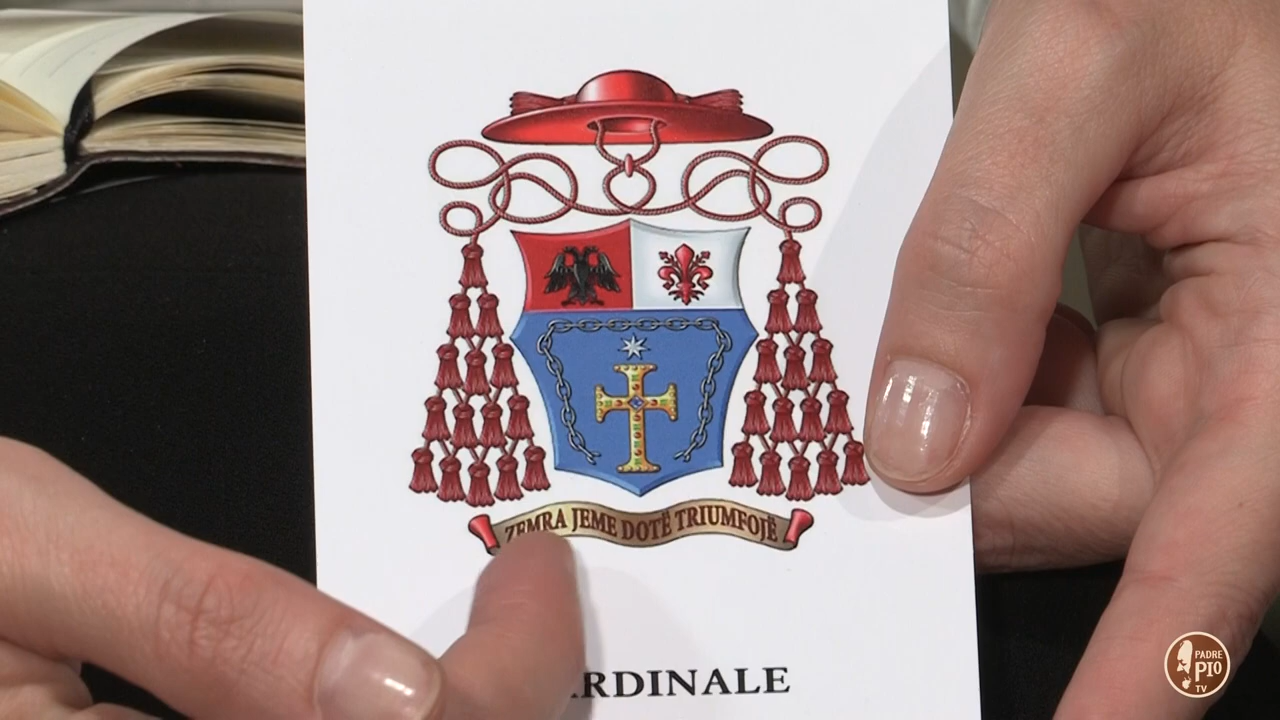 ZEMRA JEME DOTË TRIUMFOJË
RDINALE
PADRE
PIO
TV